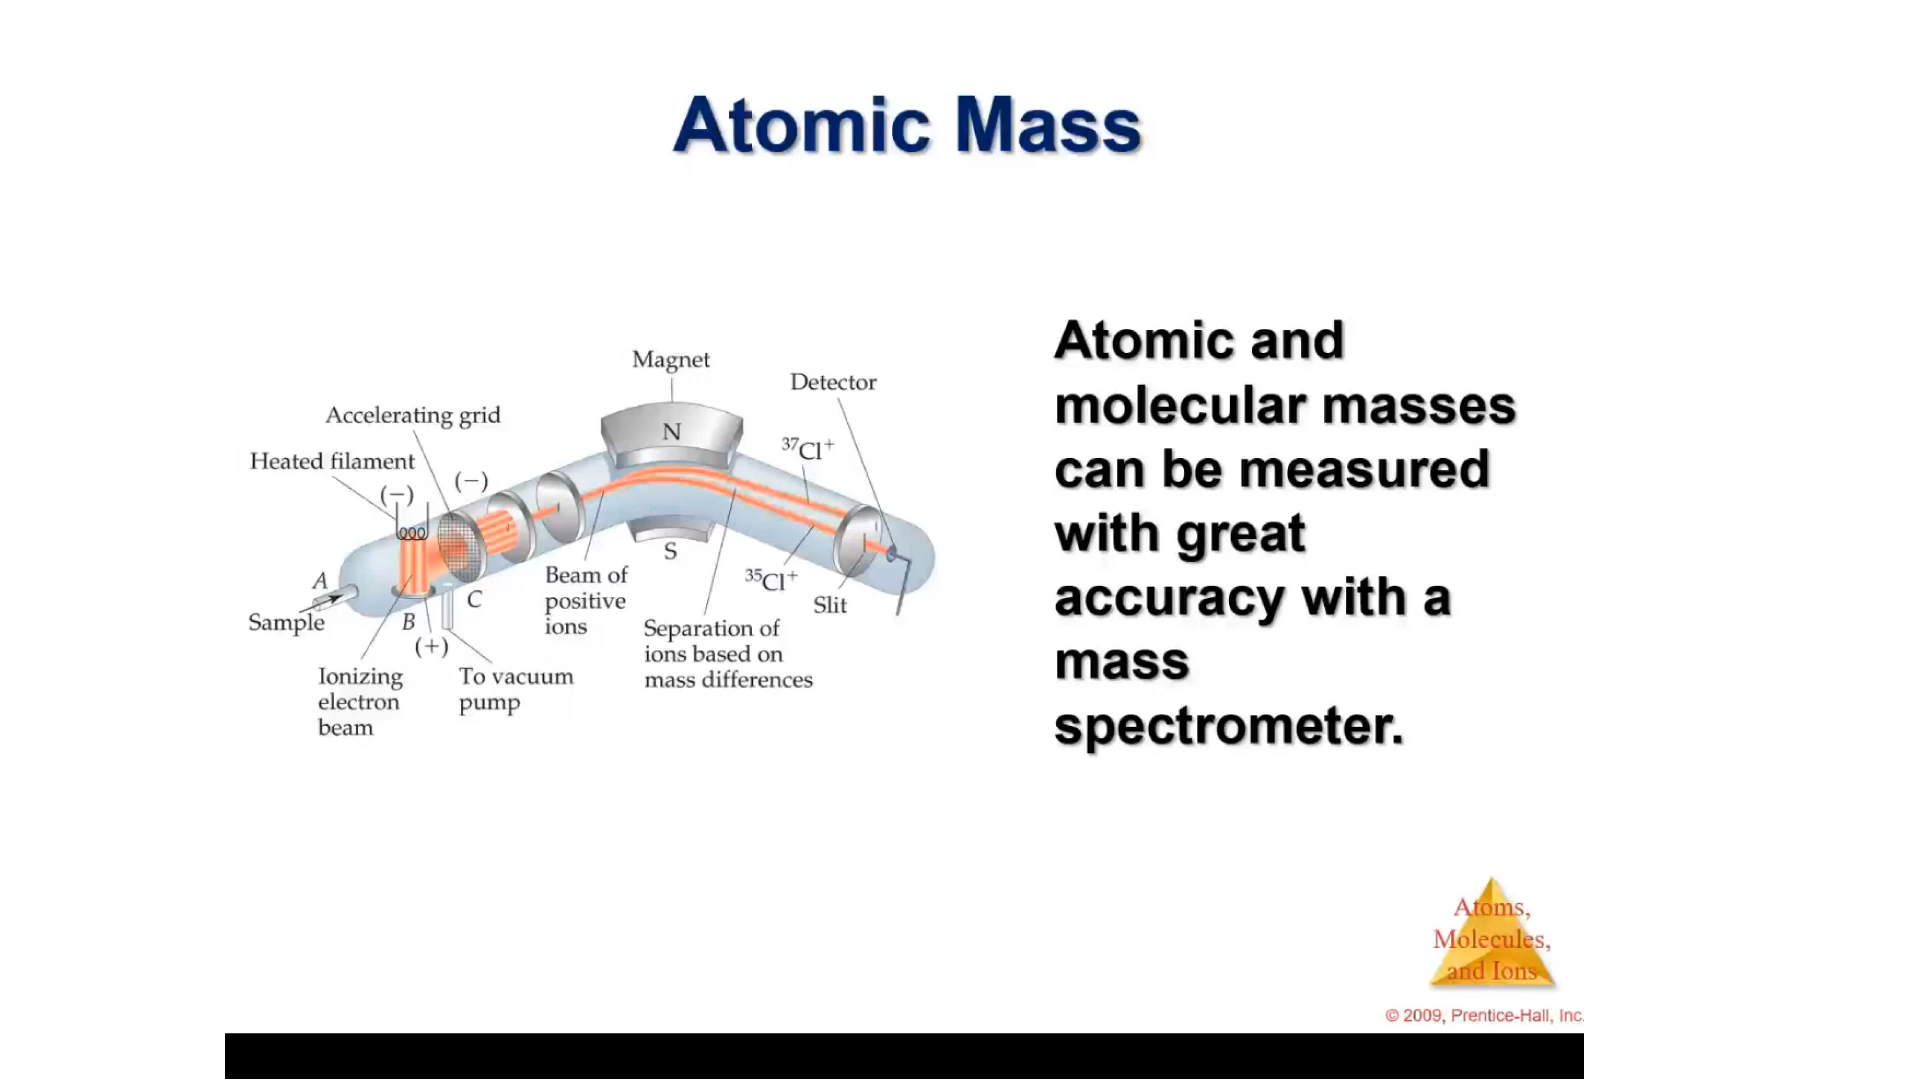 Atomic Mass
Magnet
Detector
Accelerating grid
N
37Cl+
Heated filament
(−)
(−)
S
A
Sample
B
C
(+)
Beam of
positive
ions
35Cl+
Slit
Separation of
ions based on
mass differences
Ionizing
electron
beam
To vacuum
pump
Atomic and
molecular masses
can be measured
with great
accuracy with a
mass
spectrometer.
Atoms,
Molecules,
and Ions
© 2009, Prentice-Hall, Inc.